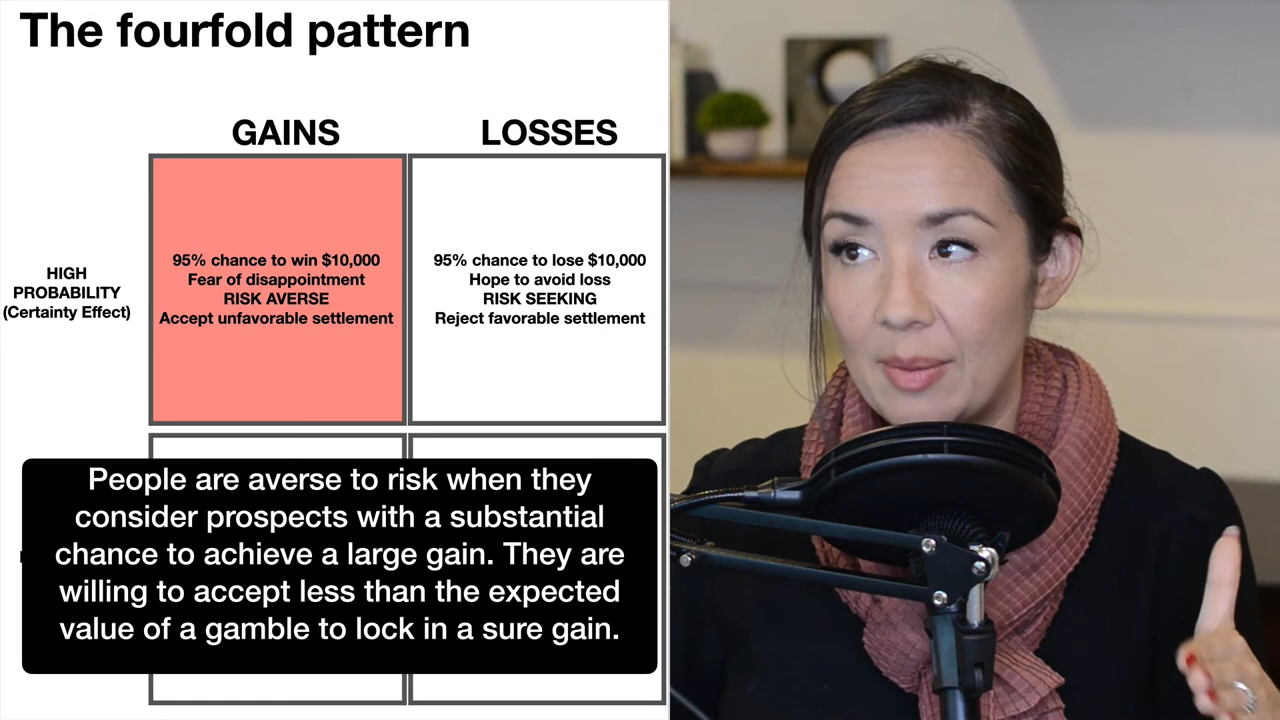 The fourfold pattern
GAINS
LOSSES
HIGH
PROBABILITY
(Certainty Effect)
95% chance to win $10,000
Fear of disappointment
RISK AVERSE
Accept unfavorable settlement
95% chance to lose $10,000
Hope to avoid loss
RISK SEEKING
Reject favorable settlement
People are averse to risk when they
consider prospects with a substantial
chance to achieve a large gain. They are
willing to accept less than the expected
value of a gamble to lock in a sure gain.